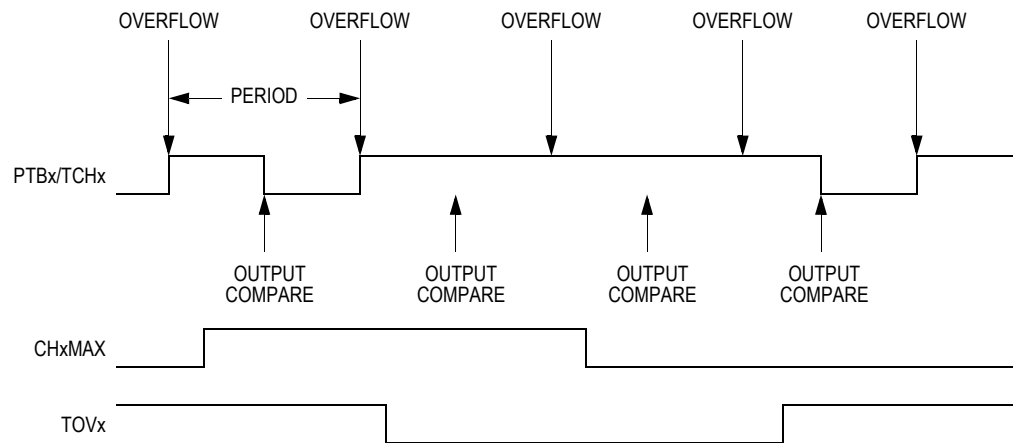 OVERFLOW OVERFLOW OVERFLOW OVERFLOW OVERFLOW
PERIOD
PTBx/TCHx
OUTPUT COMPARE
OUTPUT COMPARE
OUTPUT COMPARE
OUTPUT COMPARE
CHxMAX
TOVx